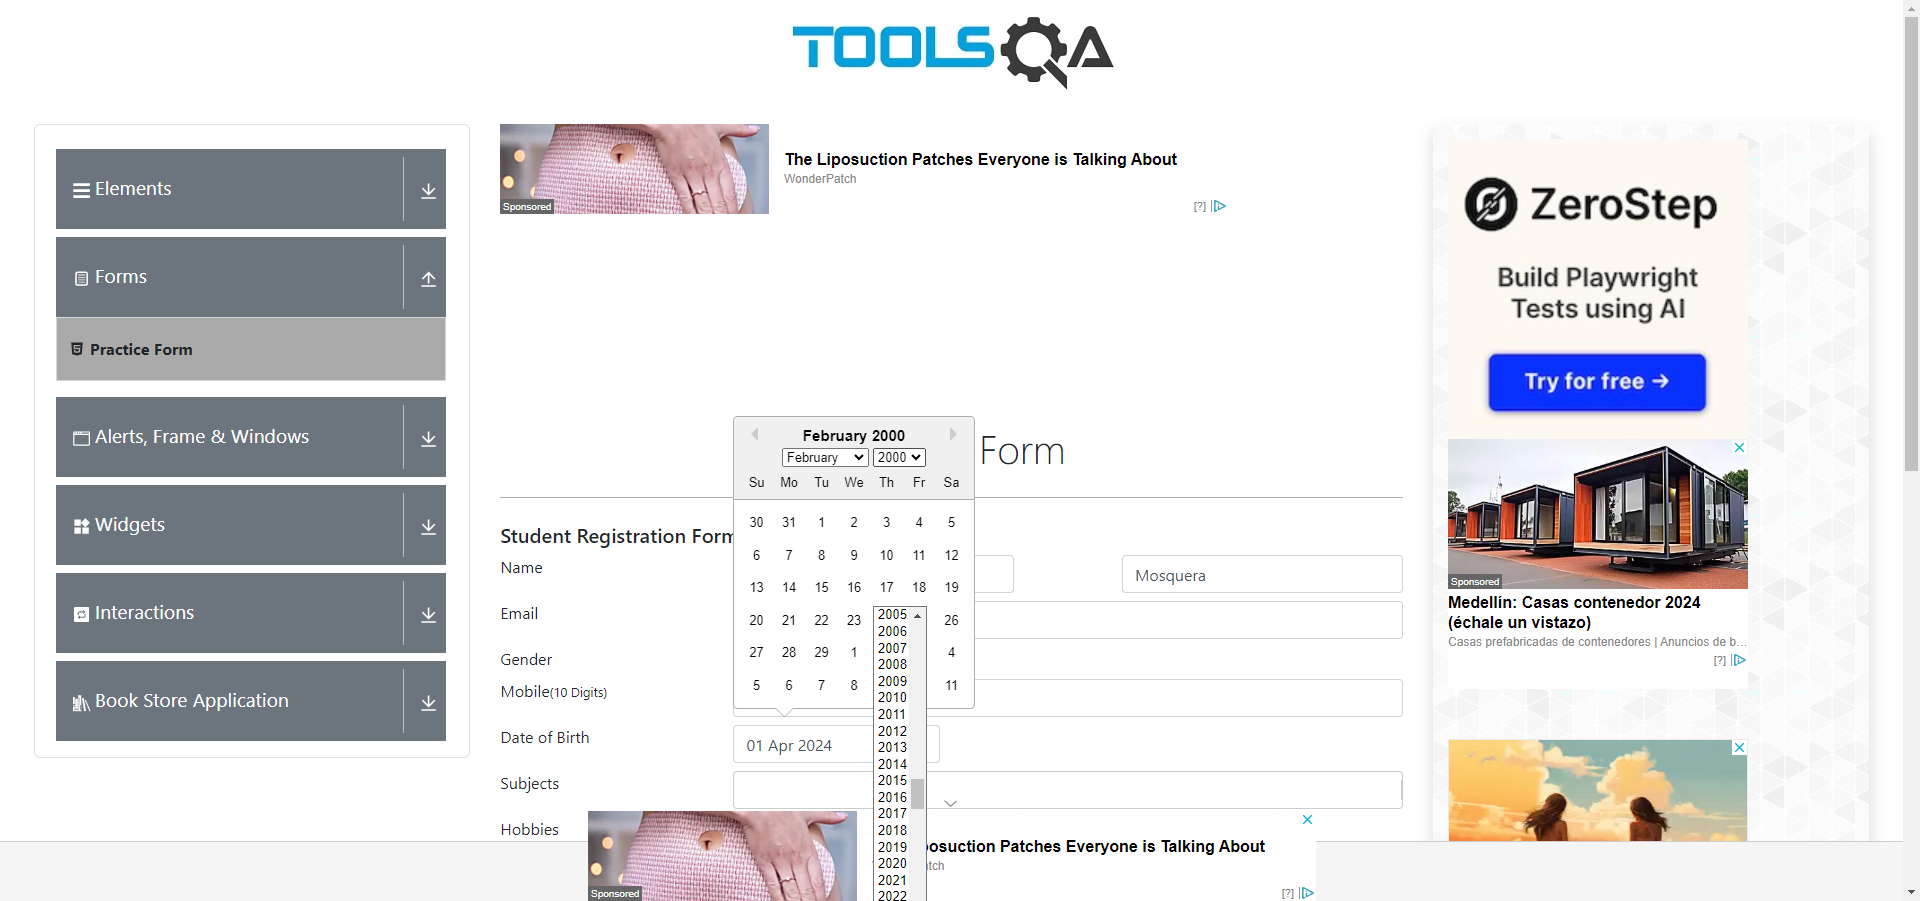 TOOLSQA
Elements
Forms
Practice Form
Alerts, Frame & Windows
Widgets
Interactions
Book Store Application
Sponsored
The Liposuction Patches Everyone is Talking About
WonderPatch
[?]
Form
Student Registration Form
Name
Mosquera
Email
Gender
Mobile(10 Digits)
Date of Birth
01 Apr 2024
Subjects
Hobbies
February 2000
February 2000
Su Mo Tu We Th Fr Sa
30 31 1 2 3 4 5
6 7 8 9 10 11 12
13 14 15 16 17 18 19
20 21 22 23 26
27 28 29 1 4
5 6 7 8 11
2005
2006
2007
2008
2009
2010
2011
2012
2013
2014
2015
2016
2017
2018
2019
2020
2021
2022
Sponsored
posuction Patches Everyone is Talking About
tch
[?]
ZeroStep
Build Playwright
Tests using AI
Try for free →
Sponsored
Medellín: Casas contenedor 2024
(échale un vistazo)
Casas prefabricadas de contenedores | Anuncios de b...
[?]